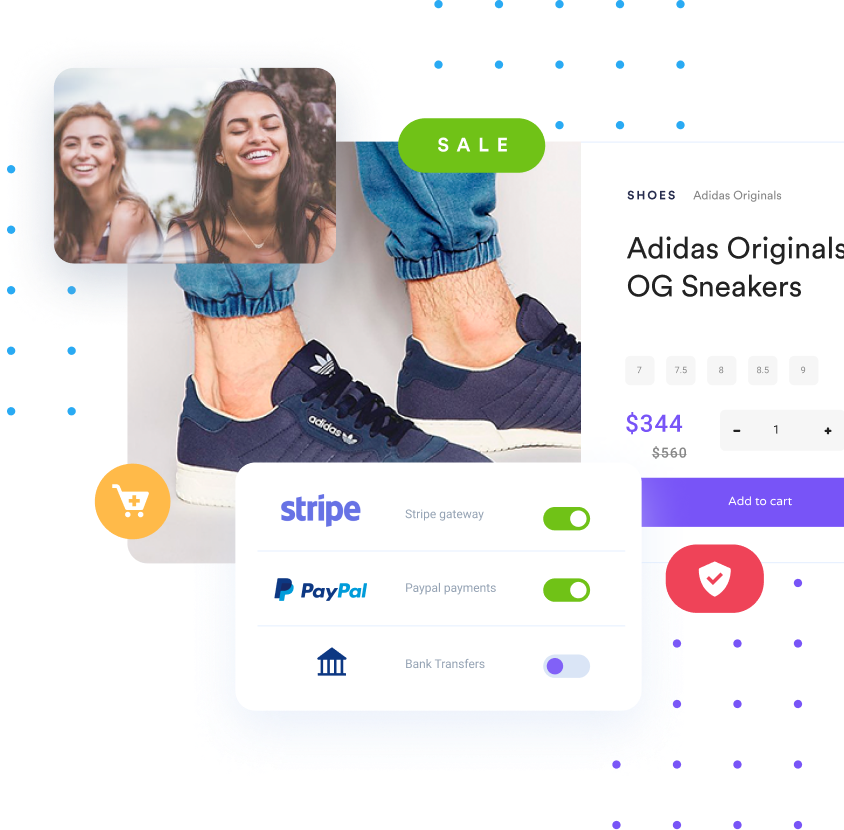 SALE
SHOES Adidas Originals
Adidas Originals
OG Sneakers
7 7.5 8 8.5 9
$344
- 1 +
$560
Add to cart
adidas
stripe Stripe gateway
PayPal Paypal payments
Bank Transfers